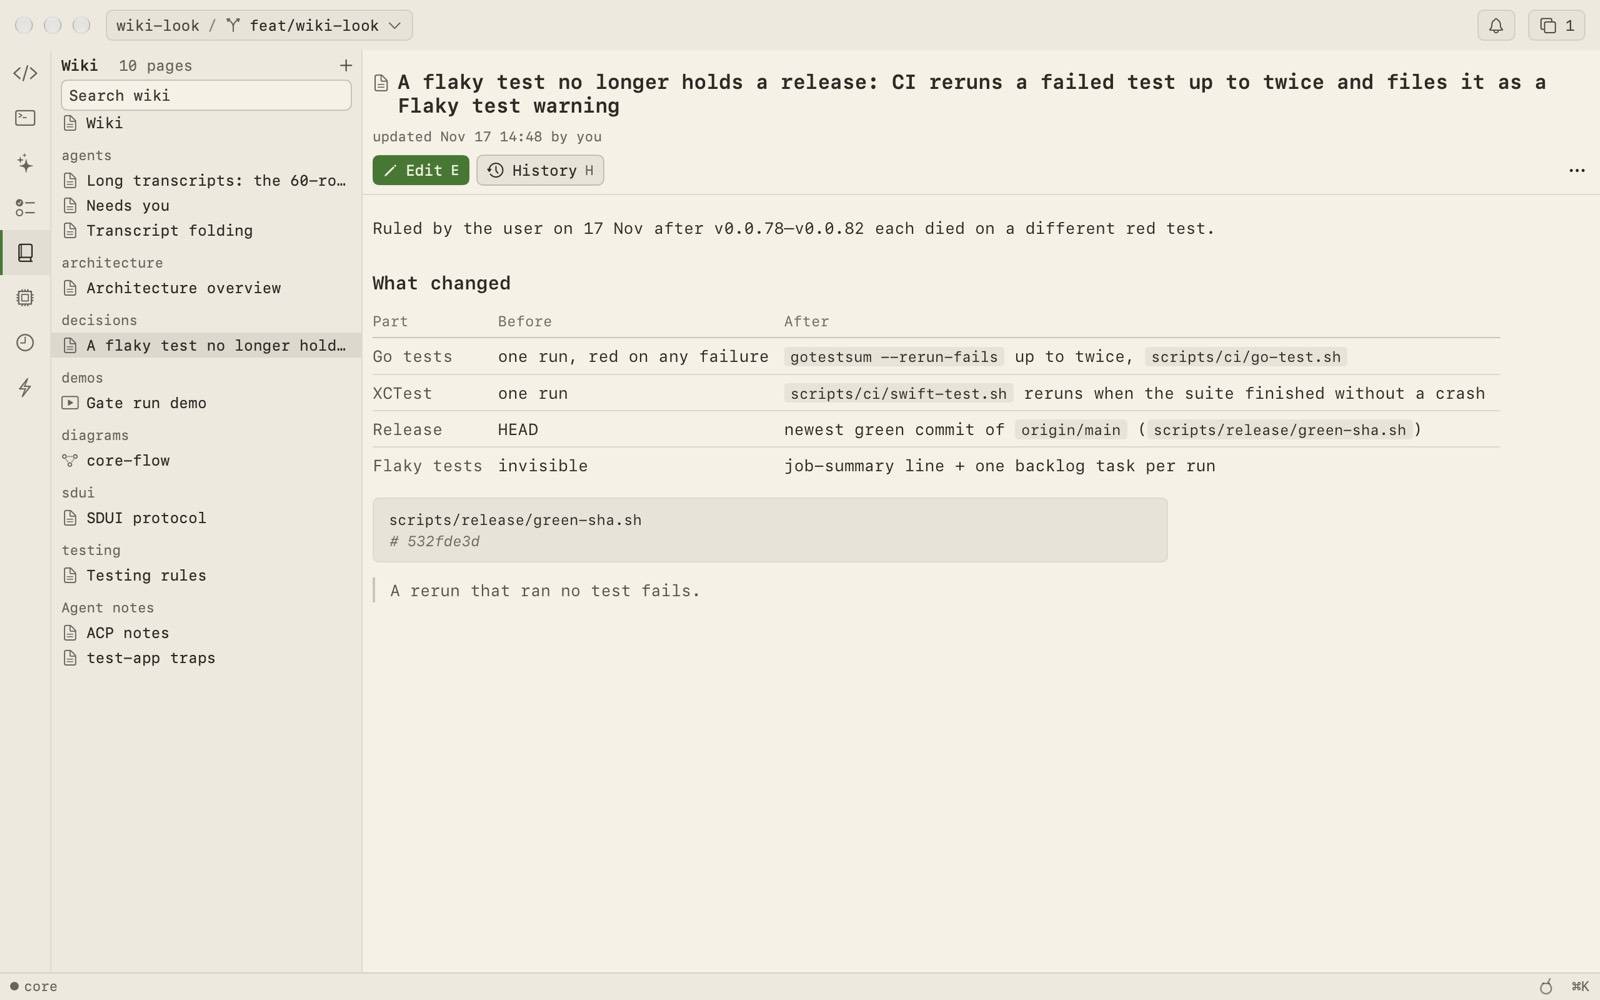 wiki-look / feat/wiki-look
1
Wiki 10 pages +
Search wiki
Wiki
agents
Long transcripts: the 60-ro…
Needs you
Transcript folding
architecture
Architecture overview
decisions
A flaky test no longer hold…
demos
Gate run demo
diagrams
core-flow
sdui
SDUI protocol
testing
Testing rules
Agent notes
ACP notes
test-app traps
A flaky test no longer holds a release: CI reruns a failed test up to twice and files it as a
Flaky test warning
updated Nov 17 14:48 by you
Edit E History H
Ruled by the user on 17 Nov after v0.0.78–v0.0.82 each died on a different red test.
What changed
Part Before After
Go tests one run, red on any failure gotestsum --rerun-fails up to twice, scripts/ci/go-test.sh
XCTest one run scripts/ci/swift-test.sh reruns when the suite finished without a crash
Release HEAD newest green commit of origin/main (scripts/release/green-sha.sh)
Flaky tests invisible job-summary line + one backlog task per run
scripts/release/green-sha.sh
# 532fde3d
A rerun that ran no test fails.
core
⌘K